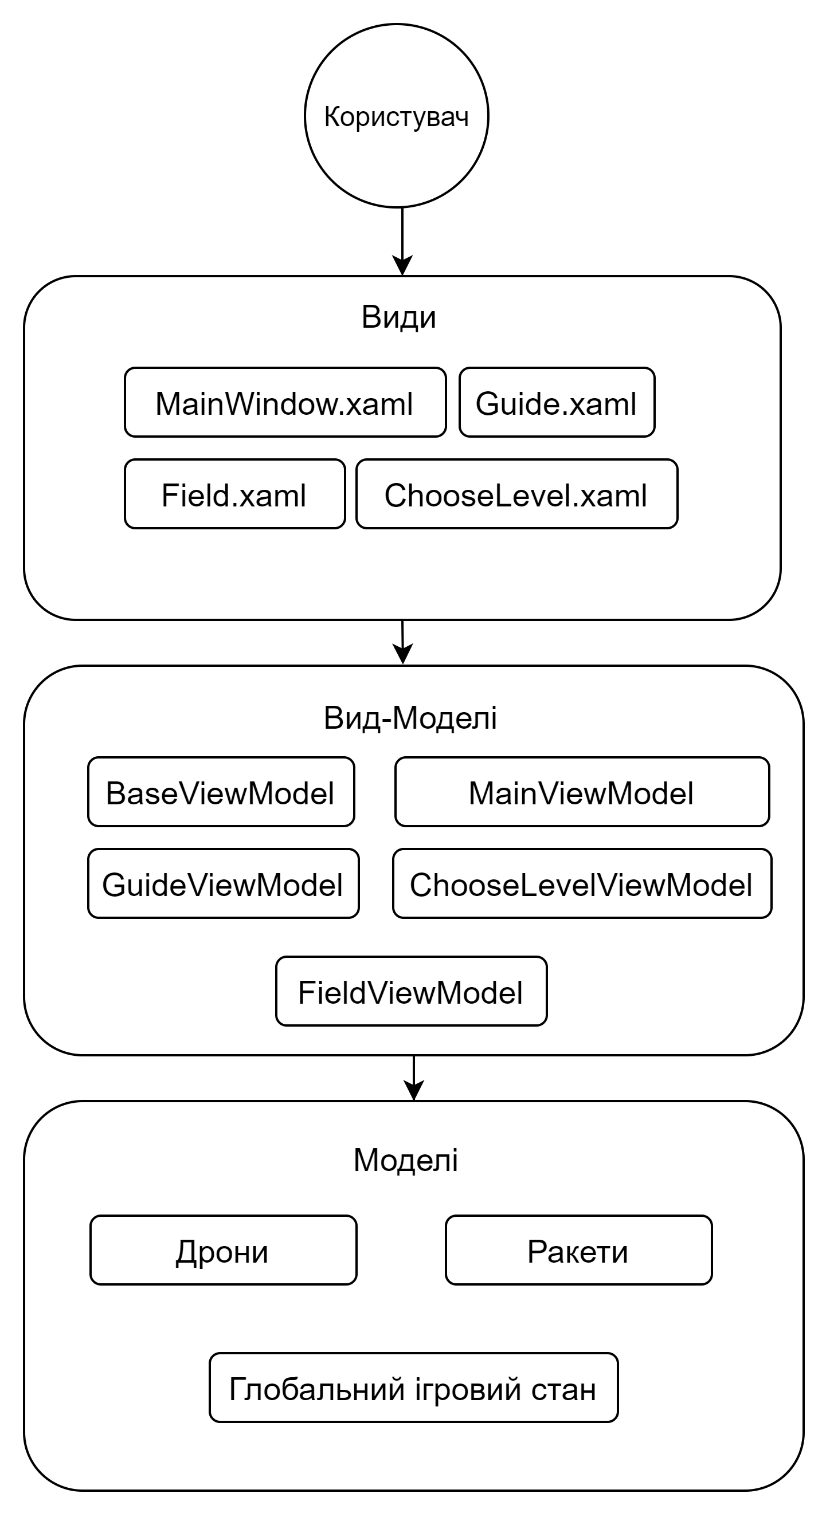 Користувач
Види
MainWindow.xaml
Guide.xaml
Field.xaml
ChooseLevel.xaml
Вид-Моделі
BaseViewModel
MainViewModel
GuideViewModel
ChooseLevelViewModel
FieldViewModel
Моделі
Дрони
Ракети
Глобальний ігровий стан